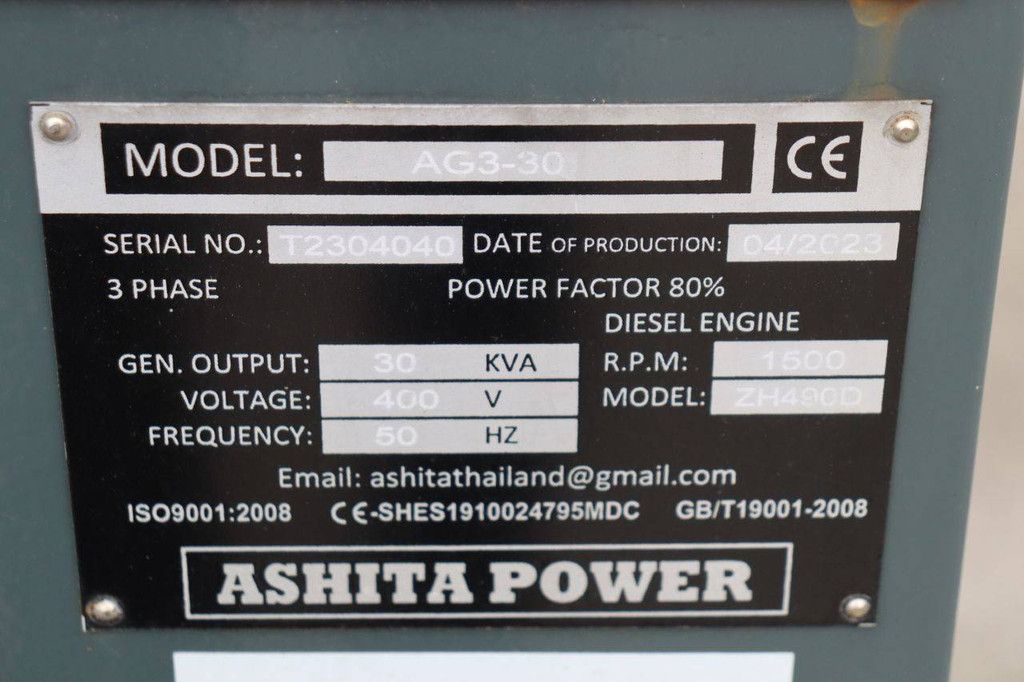 MODEL: AG3-30 CE
SERIAL NO.: T2304040 DATE OF PRODUCTION: 04/2023
3 PHASE POWER FACTOR 80%
DIESEL ENGINE
GEN. OUTPUT: 30 KVA R.P.M: 1500
VOLTAGE: 400 V MODEL: ZH490D
FREQUENCY: 50 HZ
Email: ashitathailand@gmail.com
ISO9001:2008 CE-SHES1910024795MDC GB/T19001-2008
ASHITA POWER